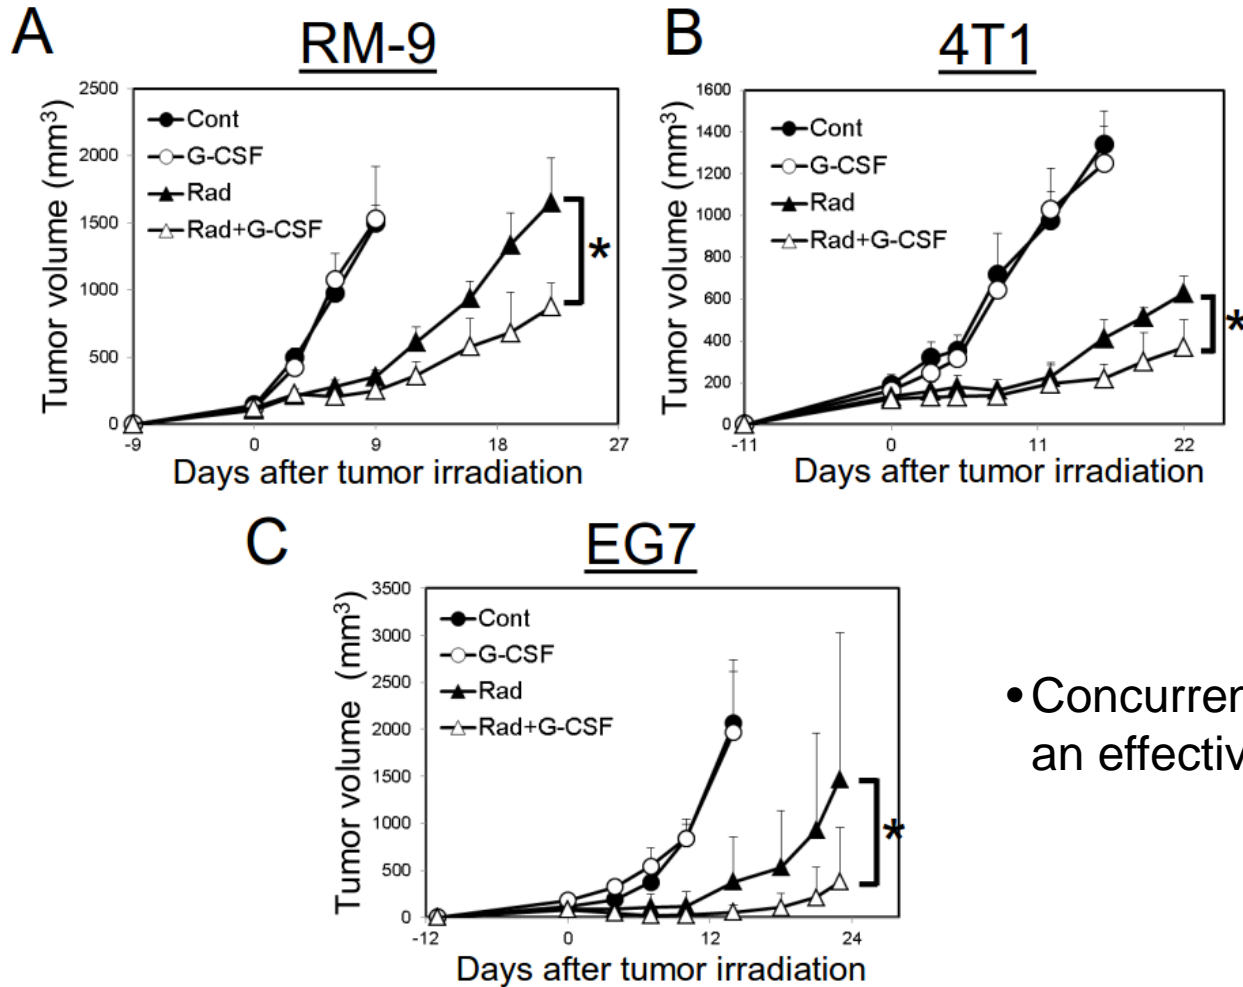 A
RM-9
Tumor volume (mm³)
2500
2000
1500
1000
500
0
Cont
G-CSF
Rad
Rad+G-CSF
*
-9
0
9
18
27
Days after tumor irradiation
B
4T1
Tumor volume (mm³)
1600
1400
1200
1000
800
600
400
200
0
Cont
G-CSF
Rad
Rad+G-CSF
*
-11
0
11
22
Days after tumor irradiation
C
EG7
Tumor volume (mm³)
3500
3000
2500
2000
1500
1000
500
0
Cont
G-CSF
Rad
Rad+G-CSF
*
-12
0
12
24
Days after tumor irradiation
•
an